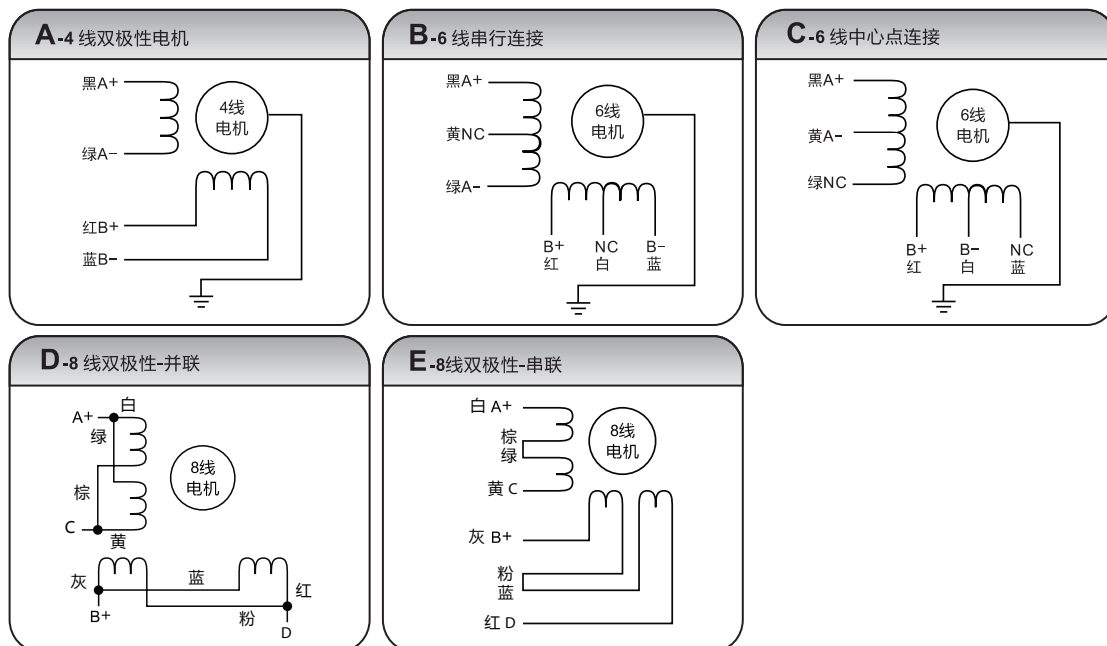 A-4 线双极性电机
黑A+
4线
电机
绿A-
红B+
蓝B-
B-6 线串行连接
黑A+
6线
电机
黄NC
绿A-
B+
NC
B-
红
白
蓝
C-6 线中心点连接
黑A+
6线
电机
黄A-
绿NC
B+
B-
NC
红
白
蓝
D-8 线双极性-并联
白
A+
绿
8线
电机
棕
C
黄
灰
蓝
红
B+
粉
D
E-8线双极性-串联
白 A+
8线
电机
棕
绿
黄 C
灰 B+
粉
蓝
红 D